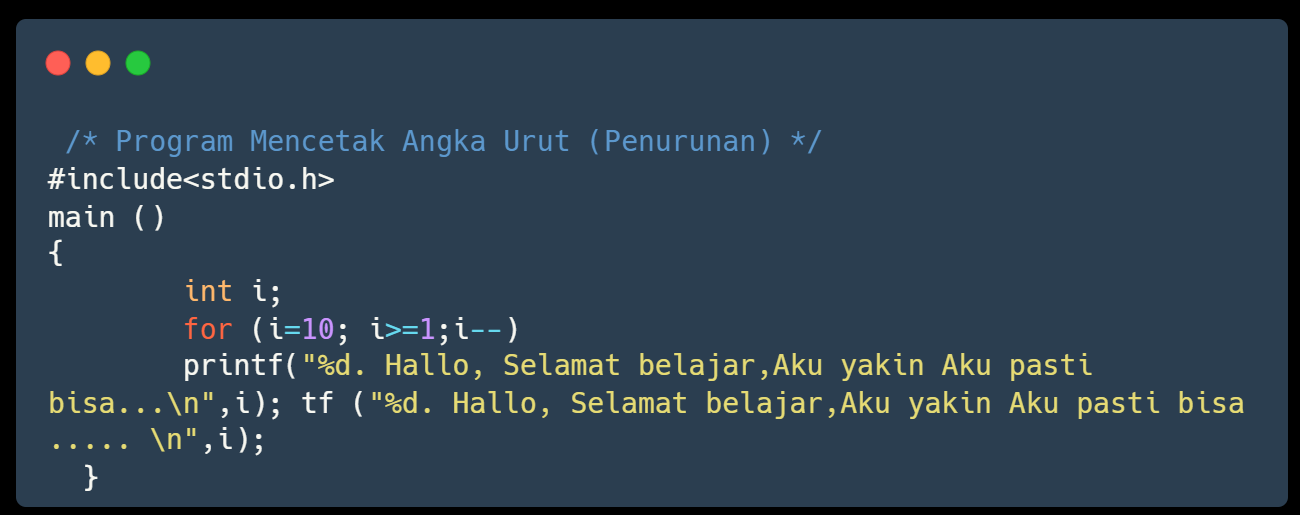 /* Program Mencetak Angka Urut (Penurunan) */
#include<stdio.h>
main ()
{
int i;
for (i=10; i>=1;i--)
printf("%d. Hallo, Selamat belajar,Aku yakin Aku pasti
bisa...\n",i); tf ("%d. Hallo, Selamat belajar,Aku yakin Aku pasti bisa
..... \n",i);
}